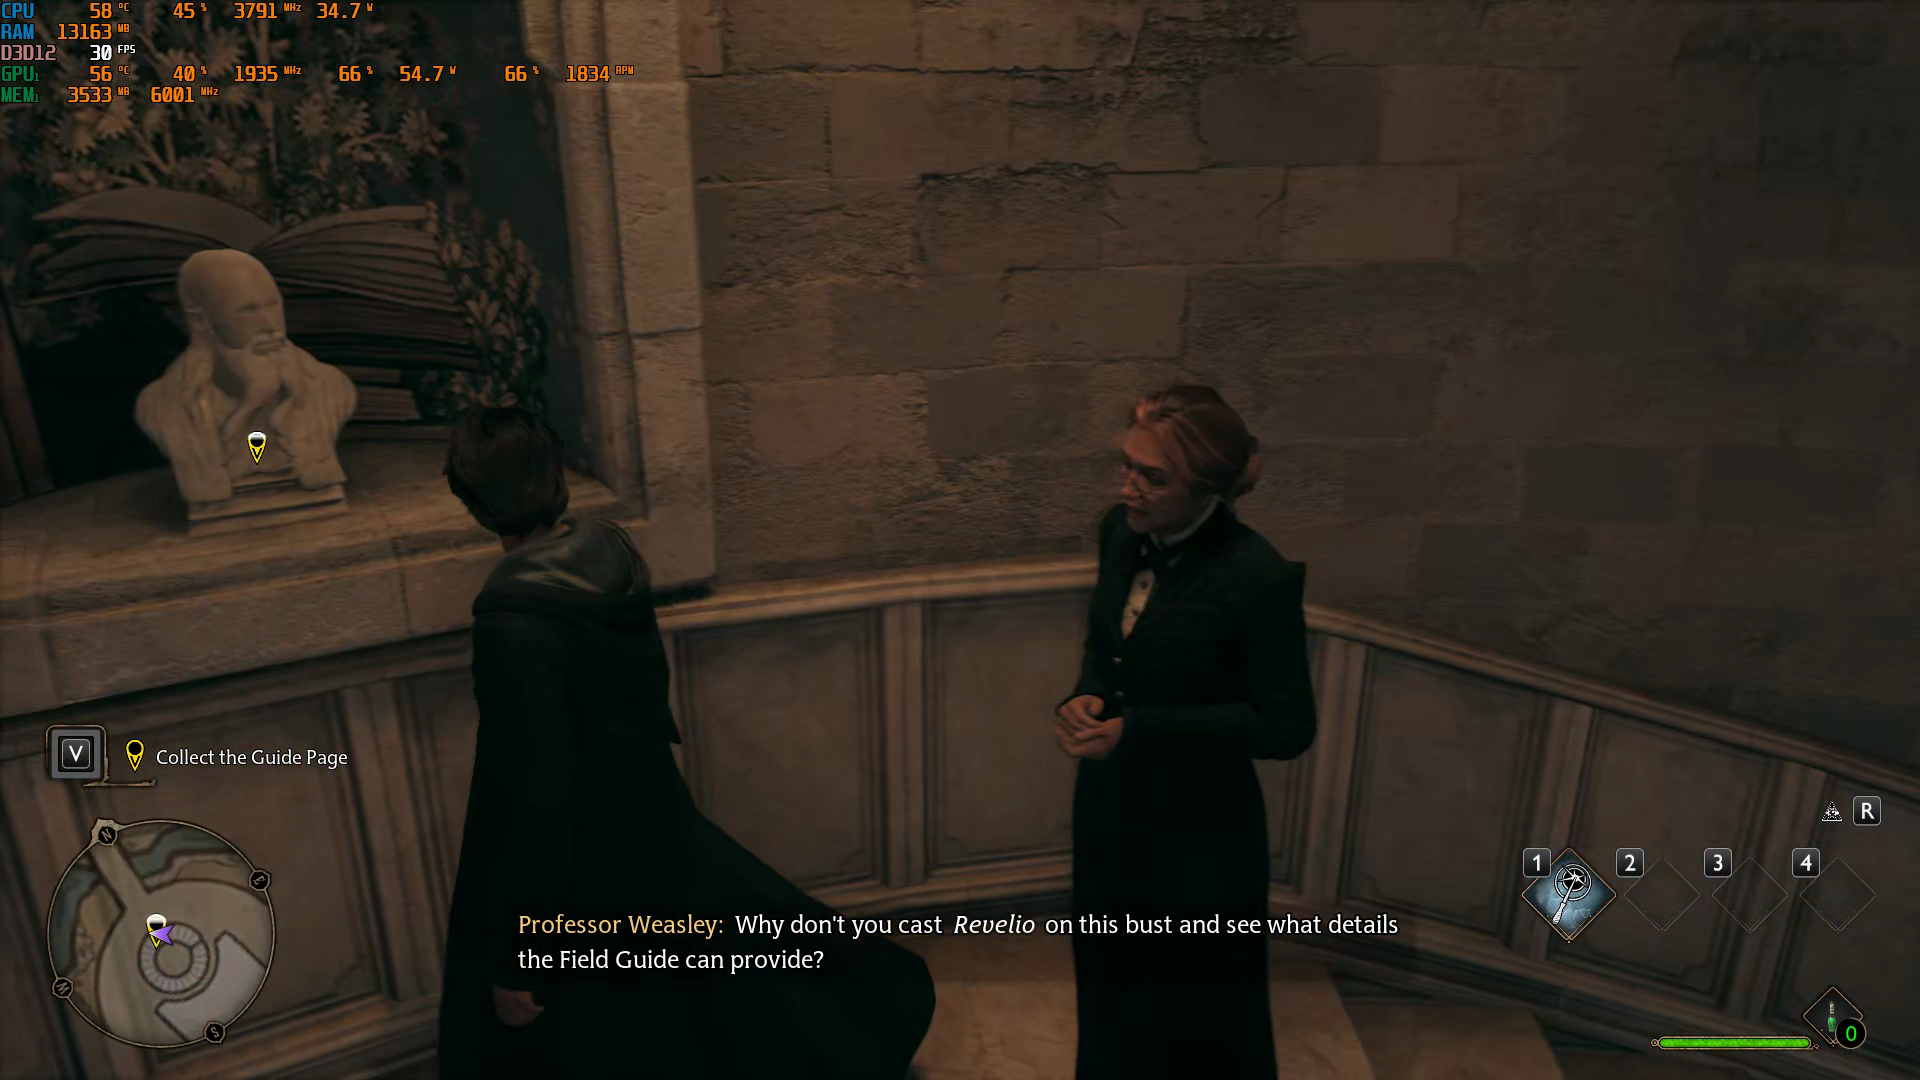 CPU 58 °C 45 % 3791 MHz 34.7 W
RAM 13163 MB
D3D12 30 FPS
GPU1 56 °C 40 % 1935 MHz 66 % 54.7 W 66 % 1834 RPM
MEM1 3533 MB 6001 MHz
V Collect the Guide Page
N
E
W
S
R
1 2 3 4
Professor Weasley: Why don't you cast Revelio on this bust and see what details
the Field Guide can provide?
0